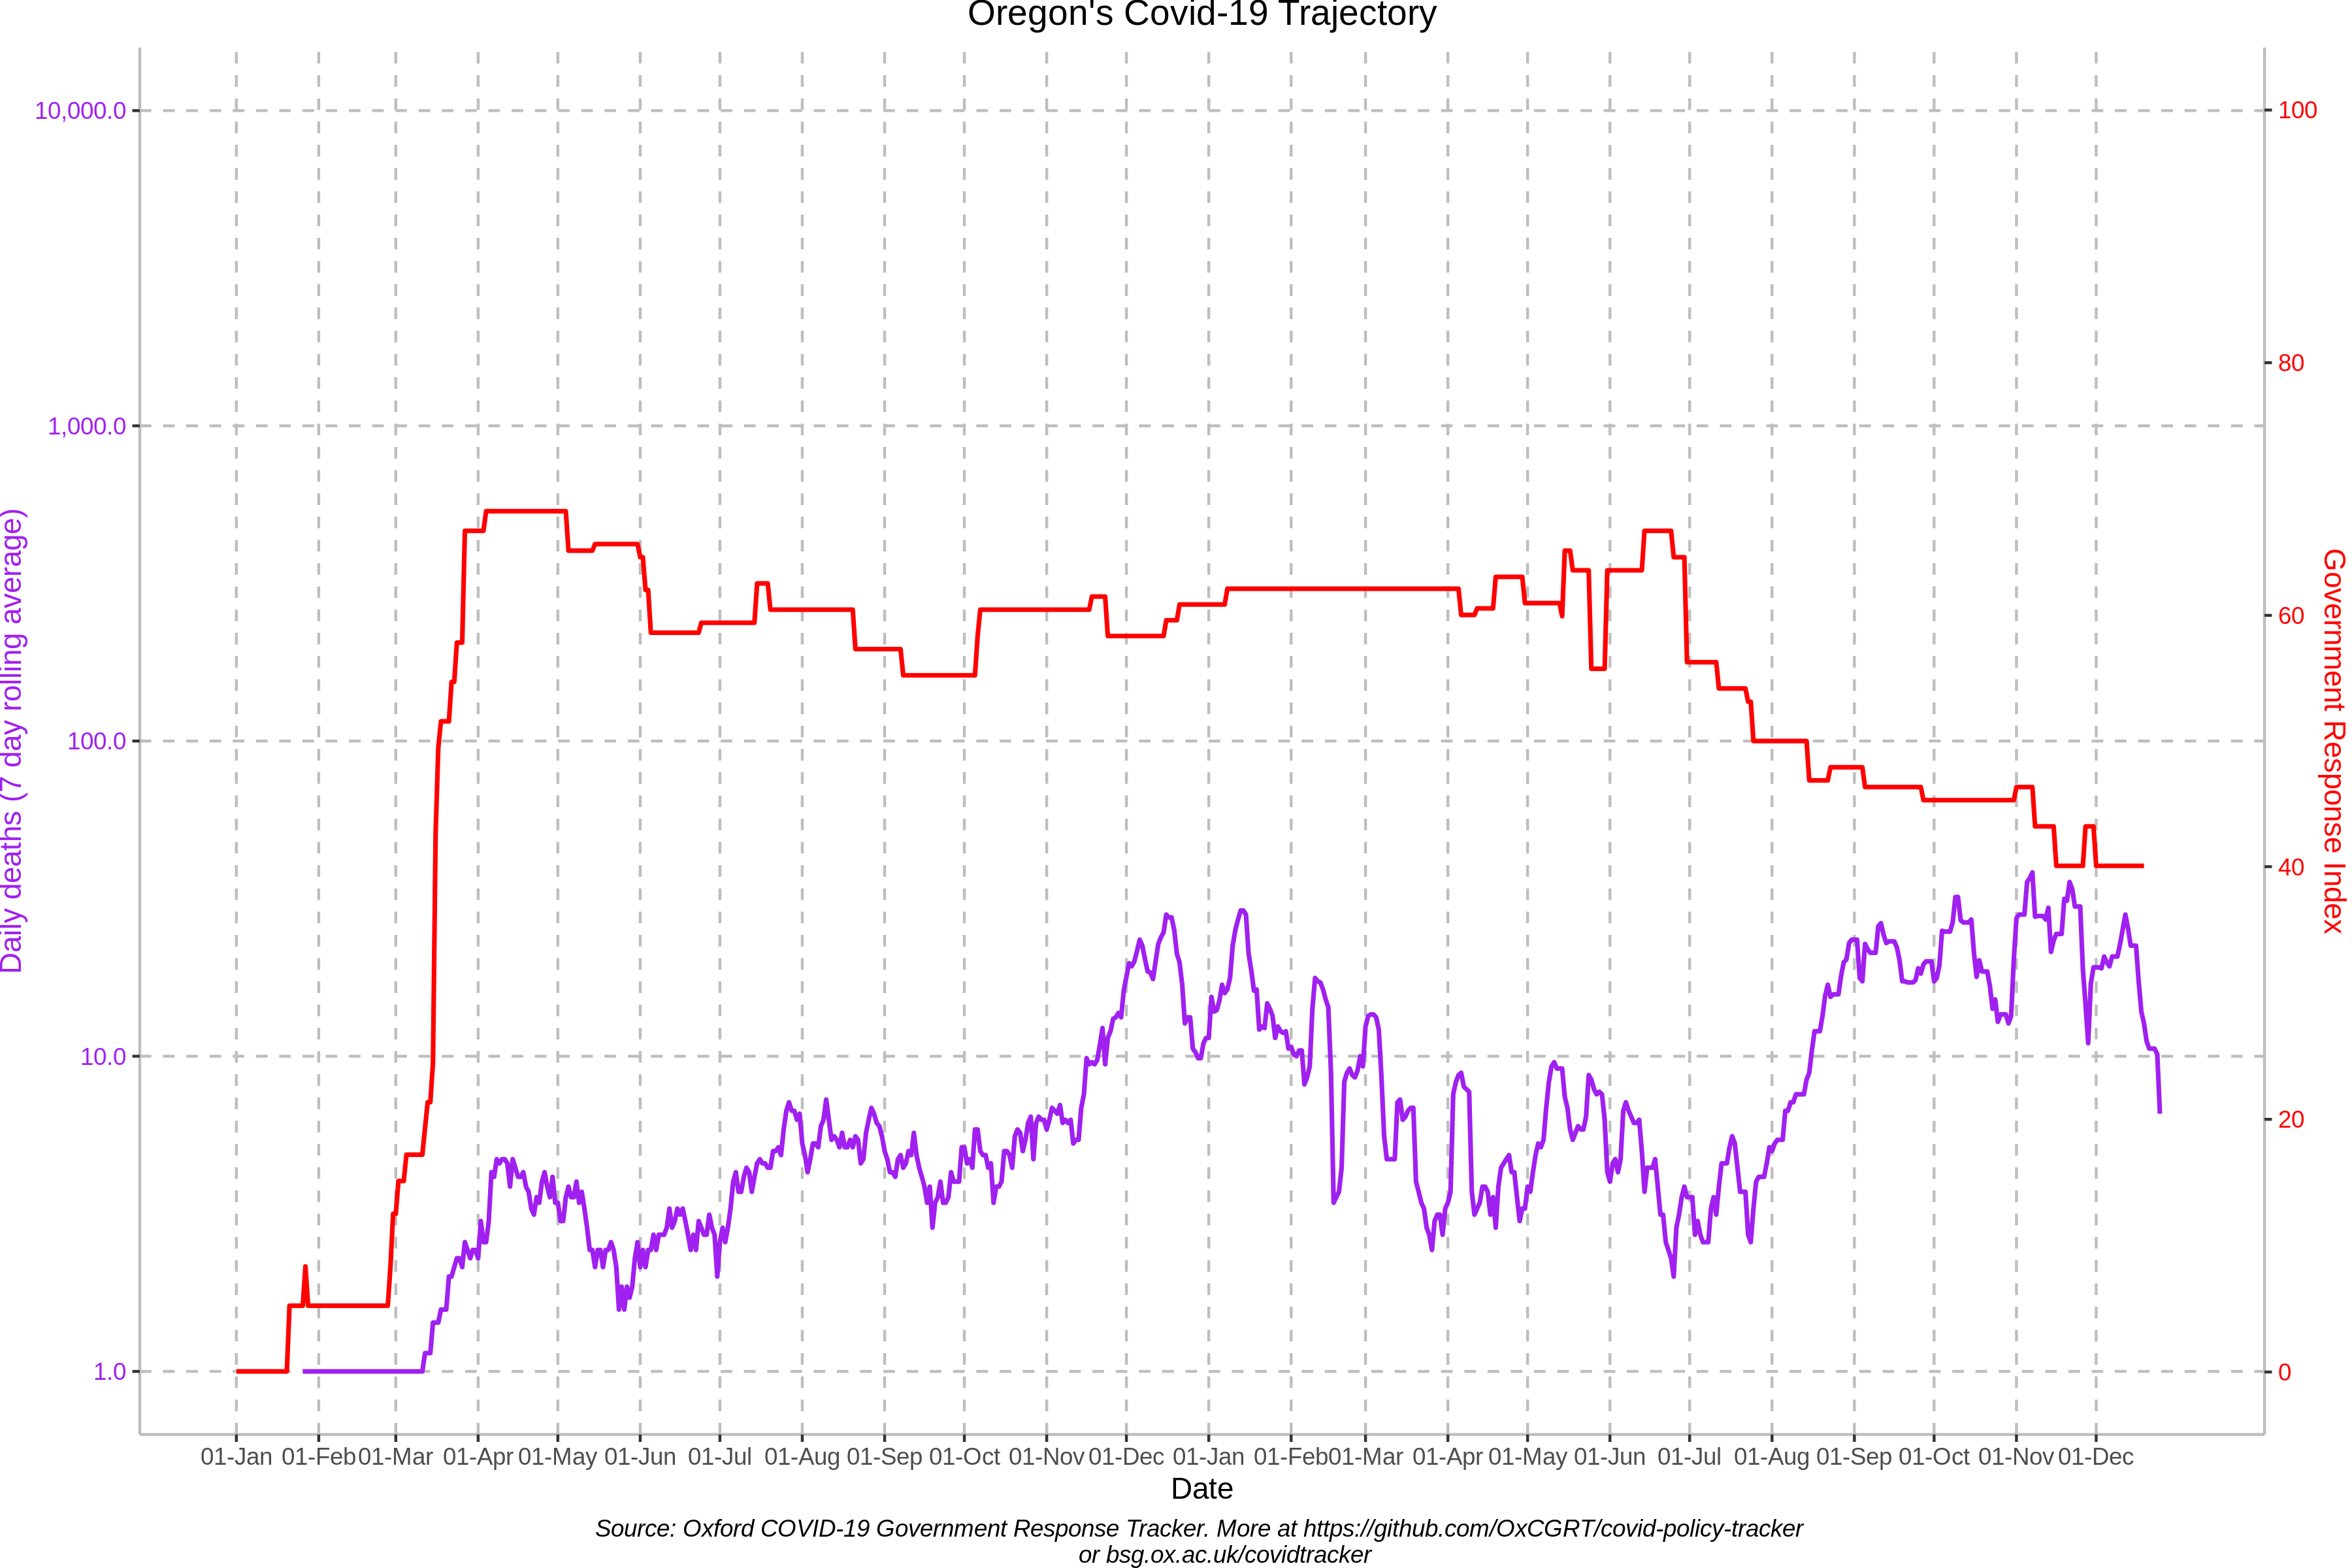 Oregon's Covid-19 Trajectory
10,000.0
1,000.0
100.0
10.0
1.0
Daily deaths (7 day rolling average)
100
80
60
40
20
0
Government Response Index
01-Jan 01-Feb 01-Mar 01-Apr 01-May 01-Jun 01-Jul 01-Aug 01-Sep 01-Oct 01-Nov 01-Dec 01-Jan 01-Feb 01-Mar 01-Apr 01-May 01-Jun 01-Jul 01-Aug 01-Sep 01-Oct 01-Nov 01-Dec
Date
Source: Oxford COVID-19 Government Response Tracker. More at https://github.com/OxCGRT/covid-policy-tracker
or bsg.ox.ac.uk/covidtracker